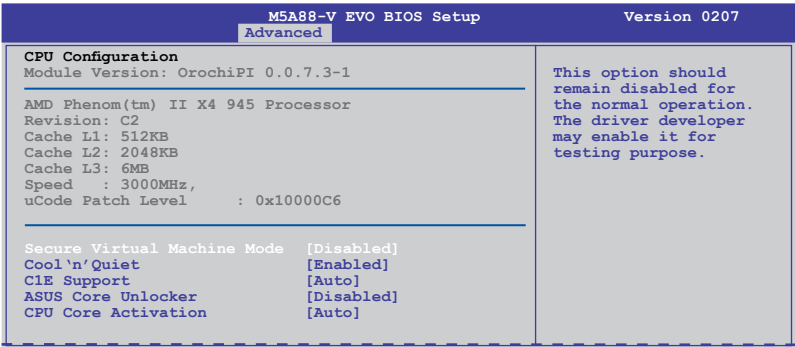 M5A88-V EVO BIOS Setup Version 0207
Advanced
CPU Configuration
Module Version: OrochiPI 0.0.7.3-1
AMD Phenom(tm) II X4 945 Processor
Revision: C2
Cache L1: 512KB
Cache L2: 2048KB
Cache L3: 6MB
Speed : 3000MHz,
uCode Patch Level : 0x10000C6
Secure Virtual Machine Mode [Disabled]
Cool‘n’Quiet [Enabled]
C1E Support [Auto]
ASUS Core Unlocker [Disabled]
CPU Core Activation [Auto]
This option should
remain disabled for
the normal operation.
The driver developer
may enable it for
testing purpose.